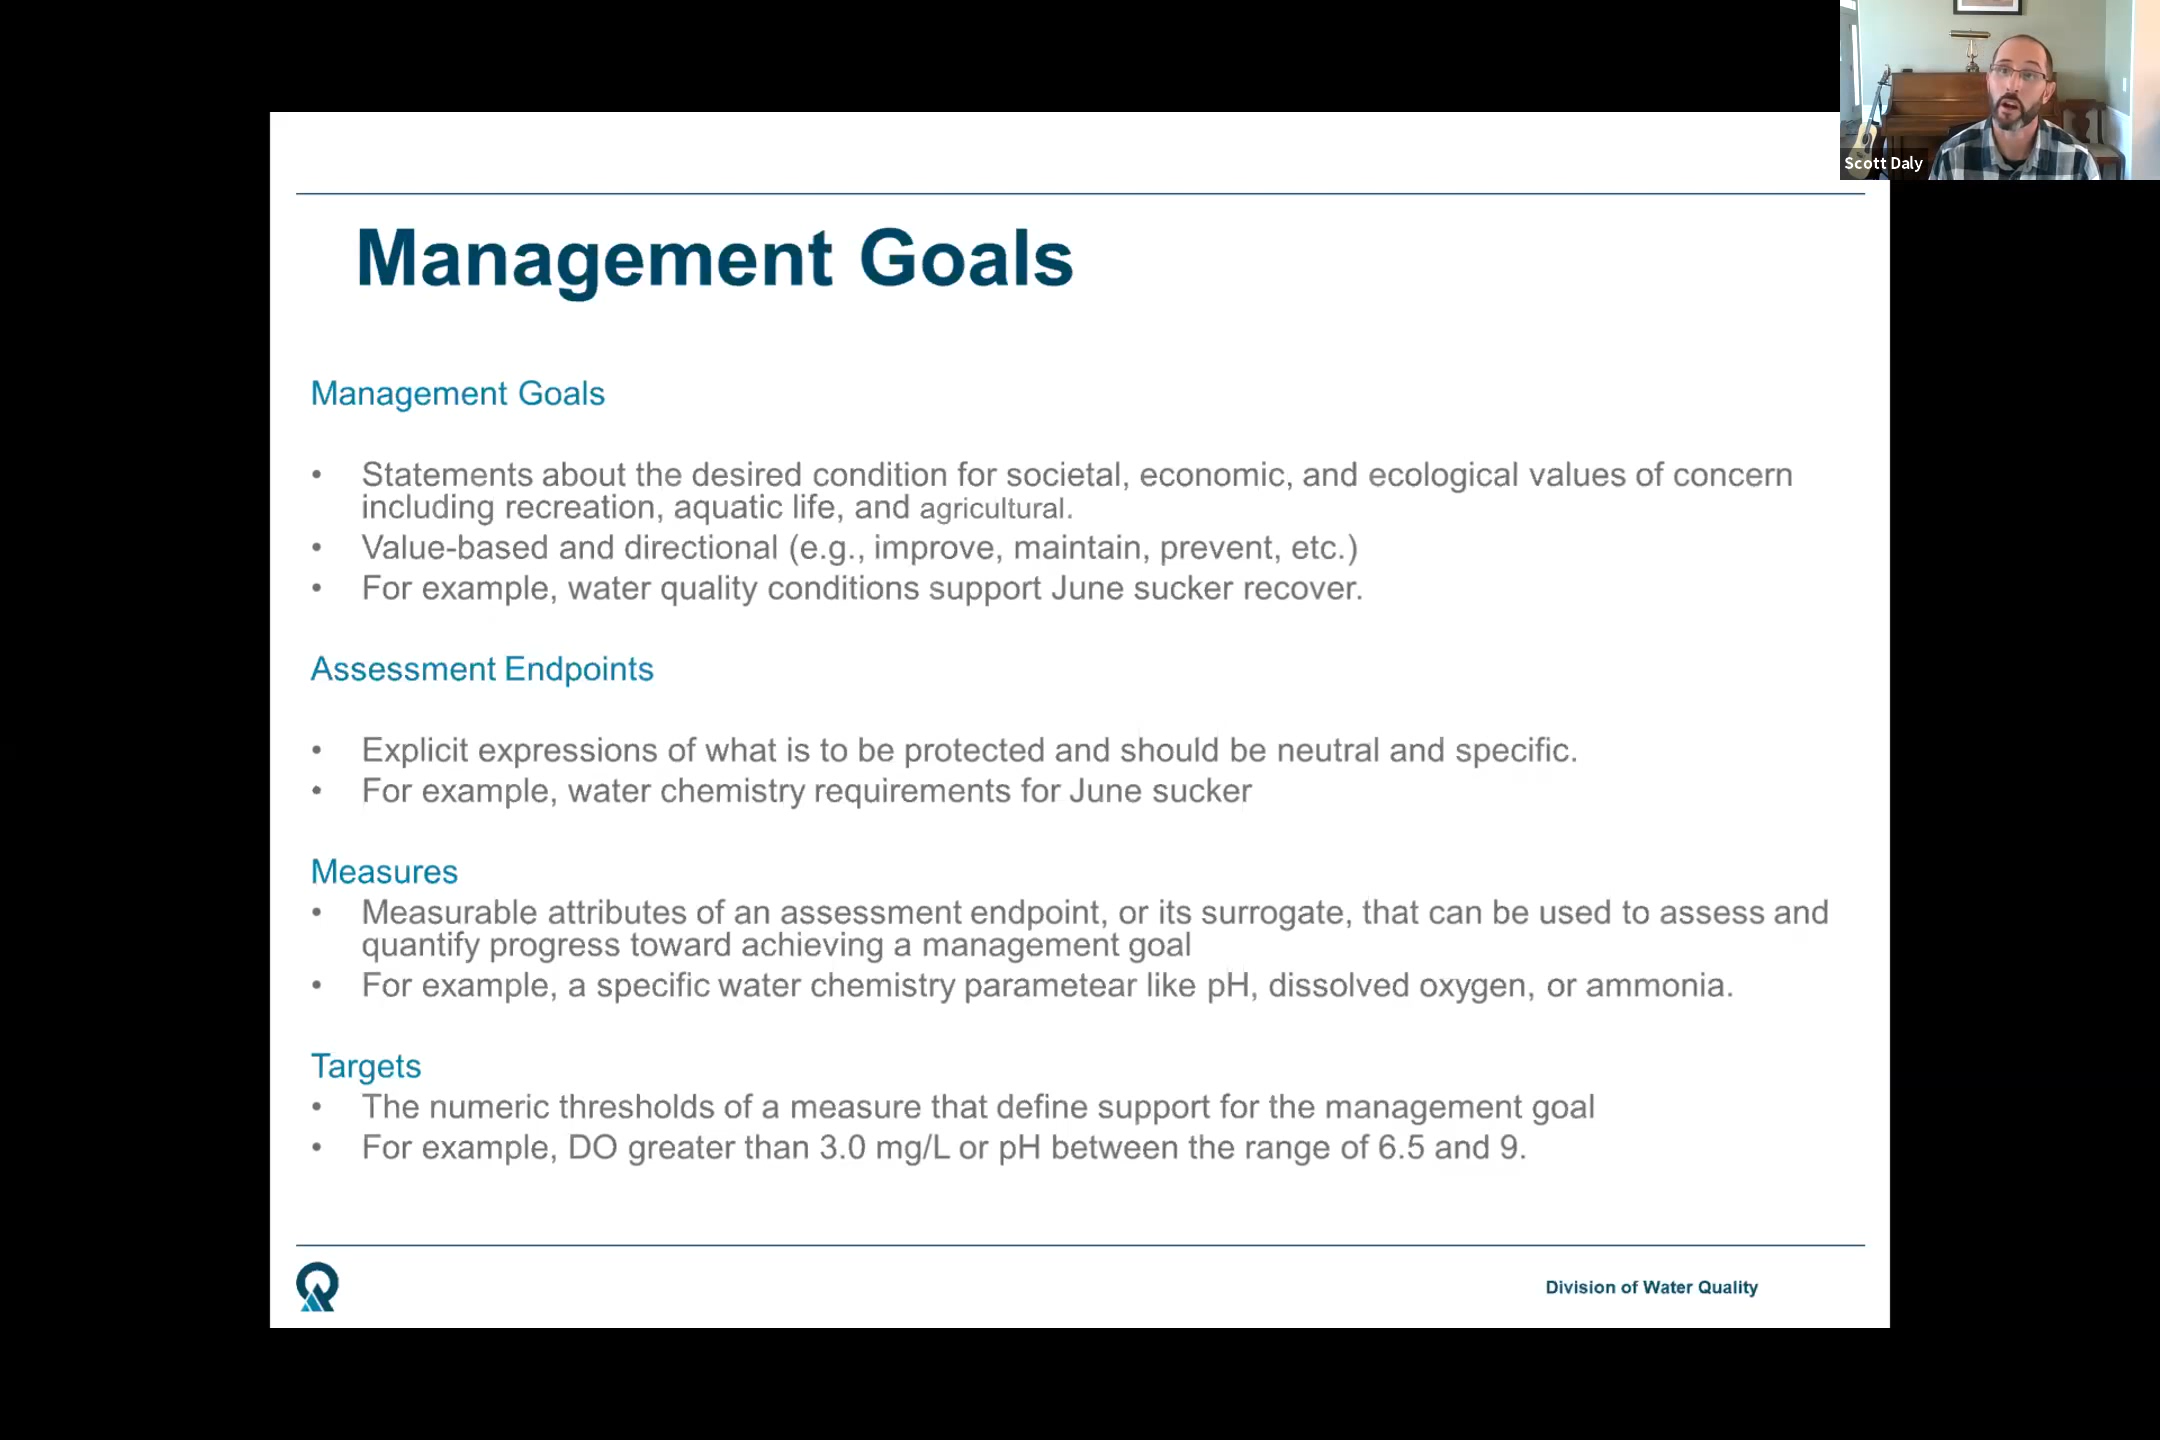 Scott Daly
Management Goals
Management Goals
• Statements about the desired condition for societal, economic, and ecological values of concern
including recreation, aquatic life, and agricultural.
• Value-based and directional (e.g., improve, maintain, prevent, etc.)
• For example, water quality conditions support June sucker recover.
Assessment Endpoints
• Explicit expressions of what is to be protected and should be neutral and specific.
• For example, water chemistry requirements for June sucker
Measures
• Measurable attributes of an assessment endpoint, or its surrogate, that can be used to assess and
quantify progress toward achieving a management goal
• For example, a specific water chemistry parametear like pH, dissolved oxygen, or ammonia.
Targets
• The numeric thresholds of a measure that define support for the management goal
• For example, DO greater than 3.0 mg/L or pH between the range of 6.5 and 9.
Division of Water Quality